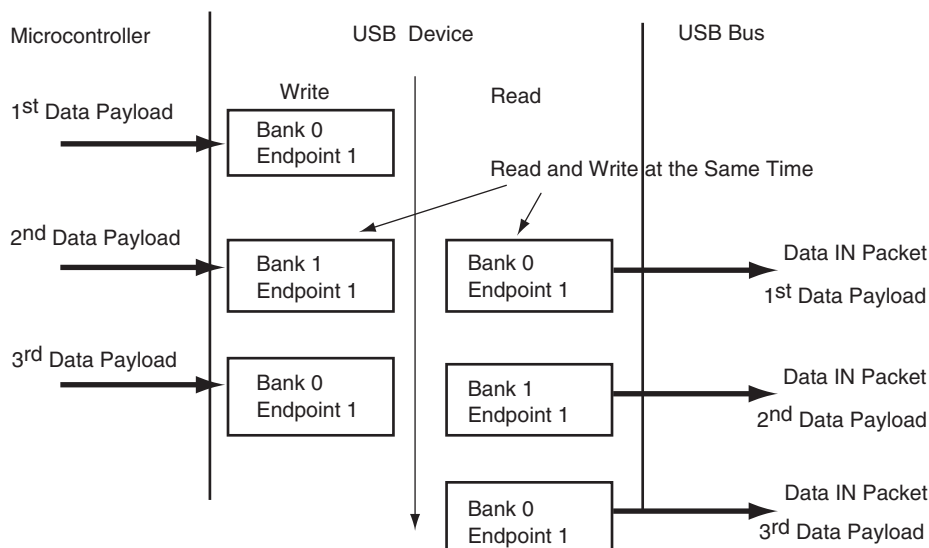 Microcontroller
USB Device
USB Bus
Write
Read
1st Data Payload
Bank 0
Endpoint 1
Read and Write at the Same Time
2nd Data Payload
Bank 1
Endpoint 1
Bank 0
Endpoint 1
Data IN Packet
1st Data Payload
3rd Data Payload
Bank 0
Endpoint 1
Bank 1
Endpoint 1
Data IN Packet
2nd Data Payload
Bank 0
Endpoint 1
Data IN Packet
3rd Data Payload